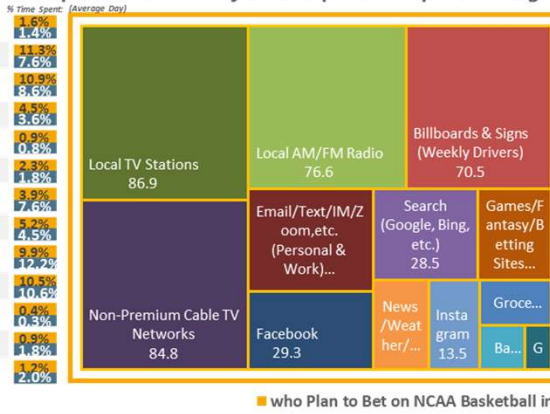 % Time Spent: (Average Day)
1.6%
1.4%
11.3%
7.6%
10.9%
8.6%
4.5%
3.6%
0.9%
0.8%
2.3%
1.8%
3.9%
7.6%
5.2%
4.5%
9.9%
12.2%
10.5%
10.6%
0.4%
0.3%
0.9%
1.8%
1.2%
2.0%
Local TV Stations
86.9
Local AM/FM Radio
76.6
Billboards & Signs
(Weekly Drivers)
70.5
Non-Premium Cable TV
Networks
84.8
Email/Text/IM/Z
oom,etc.
(Personal &
Work)...
Search
(Google, Bing,
etc.)
28.5
Games/F
antasy/B
etting
Sites...
Facebook
29.3
News
/Weat
her/...
Insta
gram
13.5
Groce...
Ba...
G
who Plan to Bet on NCAA Basketball in